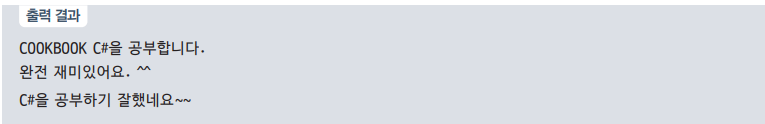 출력 결과
COOKBOOK C#을 공부합니다.
완전 재미있어요. ^^
C#을 공부하기 잘했네요~~